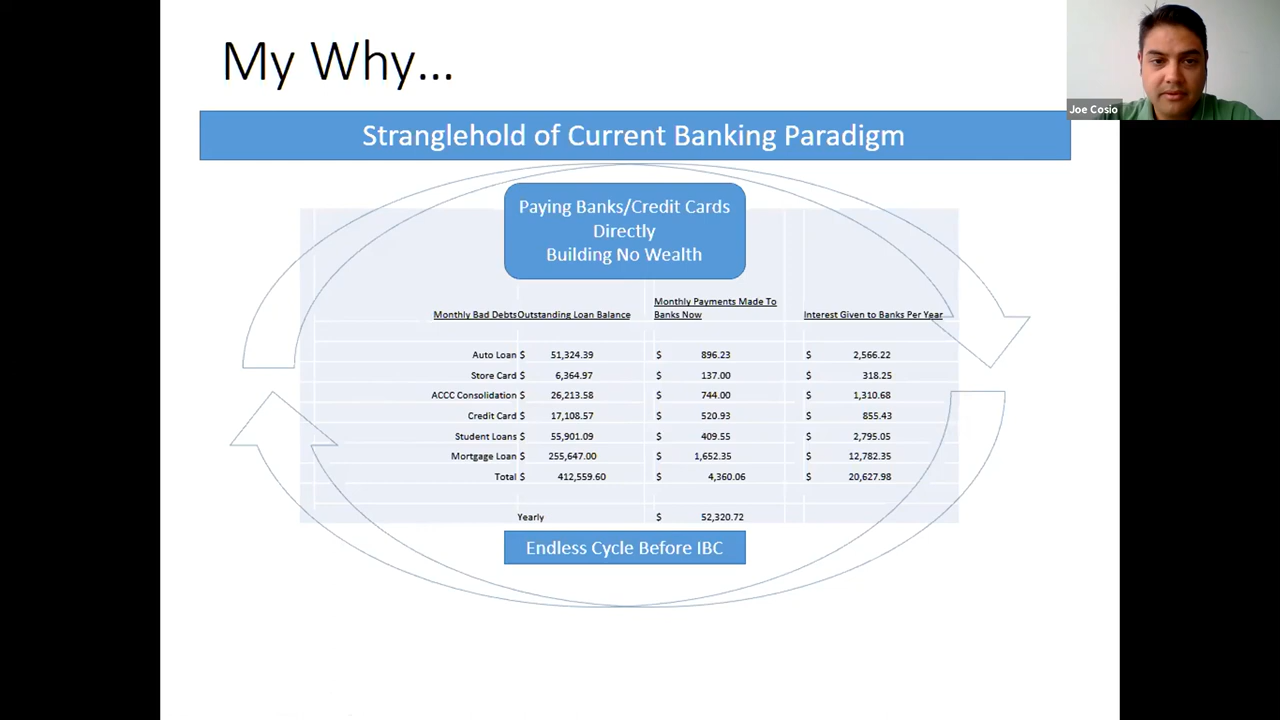 My Why...
Joe Cosio
Stranglehold of Current Banking Paradigm
Paying Banks/Credit Cards
Directly
Building No Wealth
Monthly Bad Debts Outstanding Loan Balance Monthly Payments Made To Banks Now Interest Given to Banks Per Year
Auto Loan $ 51,324.39 $ 896.23 $ 2,566.22
Store Card $ 6,364.97 $ 137.00 $ 318.25
ACCC Consolidation $ 26,213.58 $ 744.00 $ 1,310.68
Credit Card $ 17,108.57 $ 520.93 $ 855.43
Student Loans $ 55,901.09 $ 409.55 $ 2,795.05
Mortgage Loan $ 255,647.00 $ 1,652.35 $ 12,782.35
Total $ 412,559.60 $ 4,360.06 $ 20,627.98
Yearly $ 52,320.72
Endless Cycle Before IBC